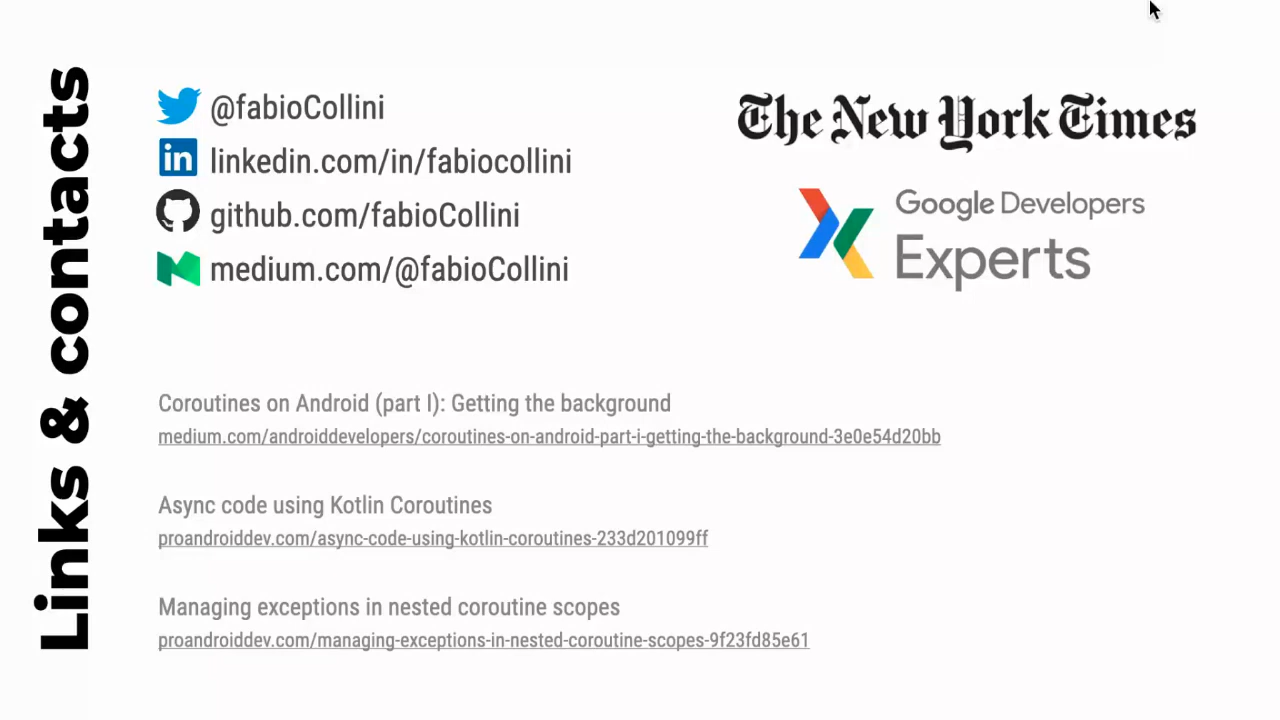 Links & contacts
@fabioCollini
linkedin.com/in/fabiocollini
github.com/fabioCollini
medium.com/@fabioCollini
The New York Times
Google Developers
Experts
Coroutines on Android (part I): Getting the background
medium.com/androiddevelopers/coroutines-on-android-part-i-getting-the-background-3e0e54d20bb
Async code using Kotlin Coroutines
proandroiddev.com/async-code-using-kotlin-coroutines-233d201099ff
Managing exceptions in nested coroutine scopes
proandroiddev.com/managing-exceptions-in-nested-coroutine-scopes-9f23fd85e61